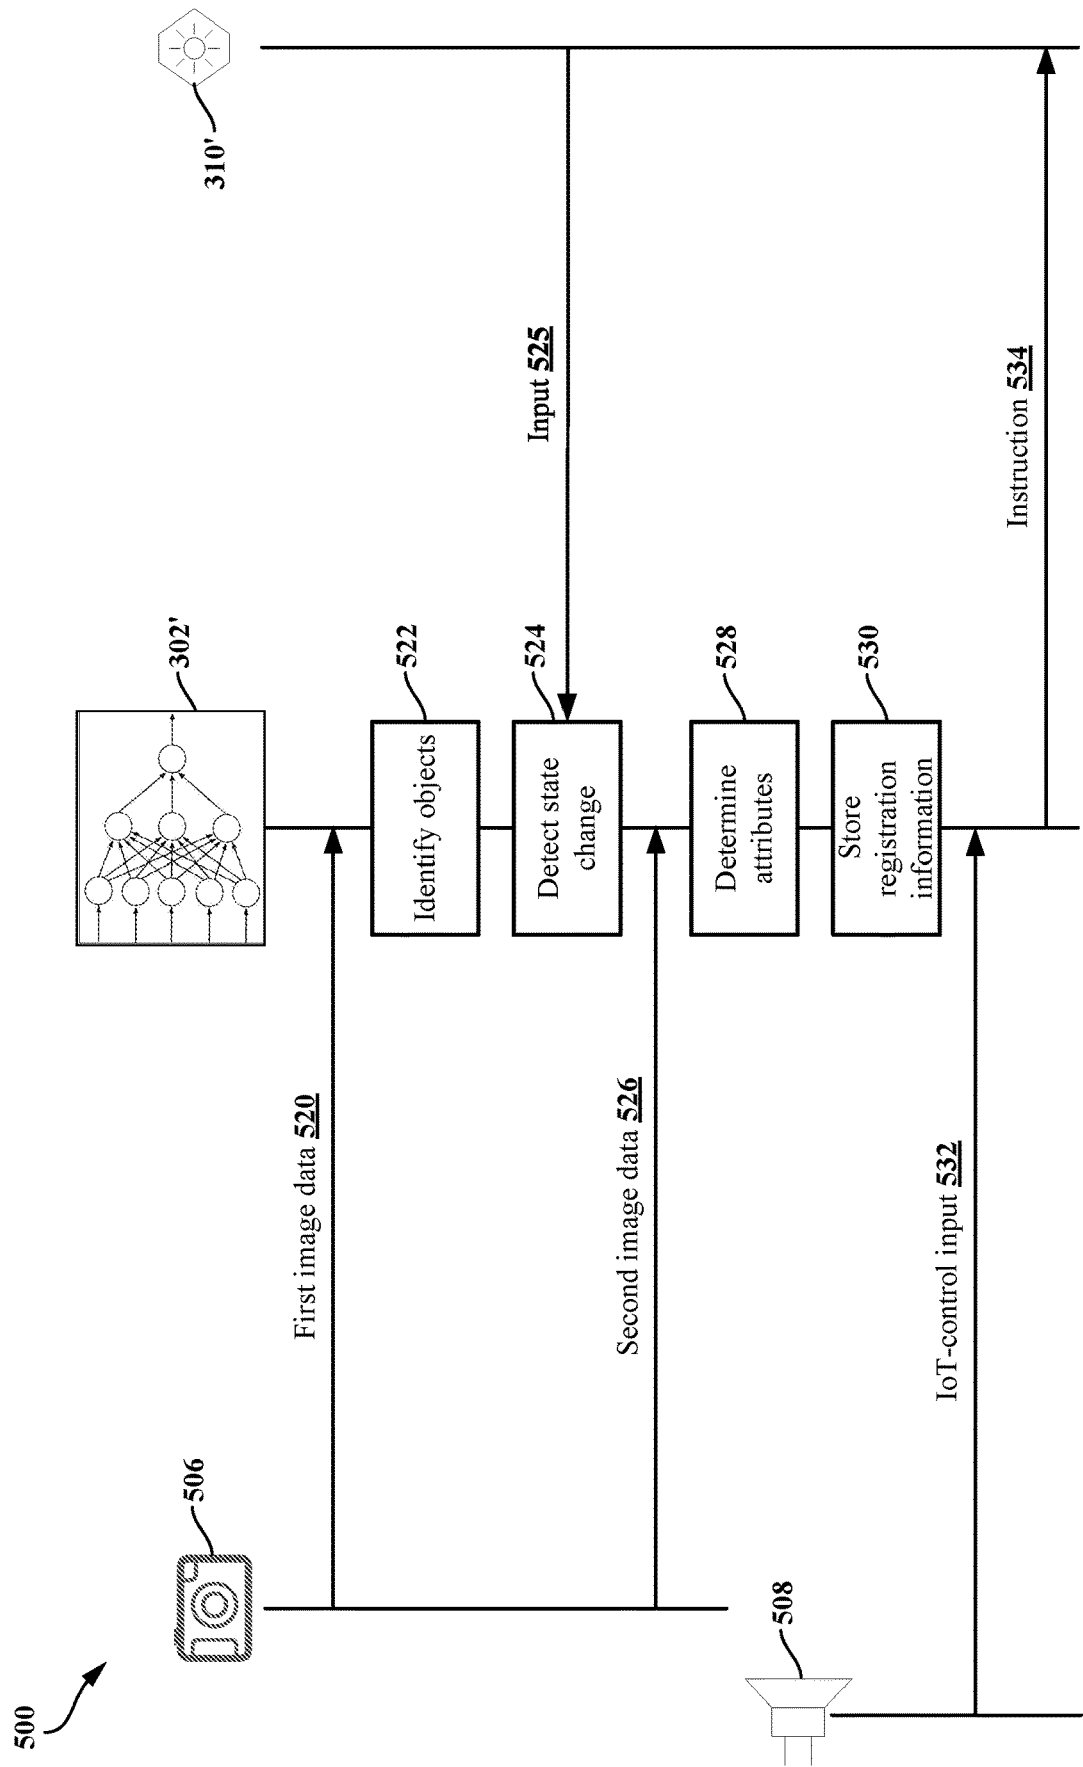 500
506
302'
310'
First image data 520
Identify objects
522
Detect state
change
524
Input 525
Second image data 526
Determine
attributes
528
Store
registration
information
530
508
IoT-control input 532
Instruction 534